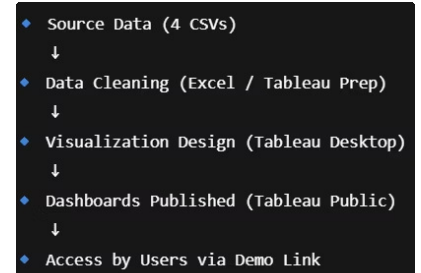 🔹 Source Data (4 CSVs)
↓
🔹 Data Cleaning (Excel / Tableau Prep)
↓
🔹 Visualization Design (Tableau Desktop)
↓
🔹 Dashboards Published (Tableau Public)
↓
🔹 Access by Users via Demo Link